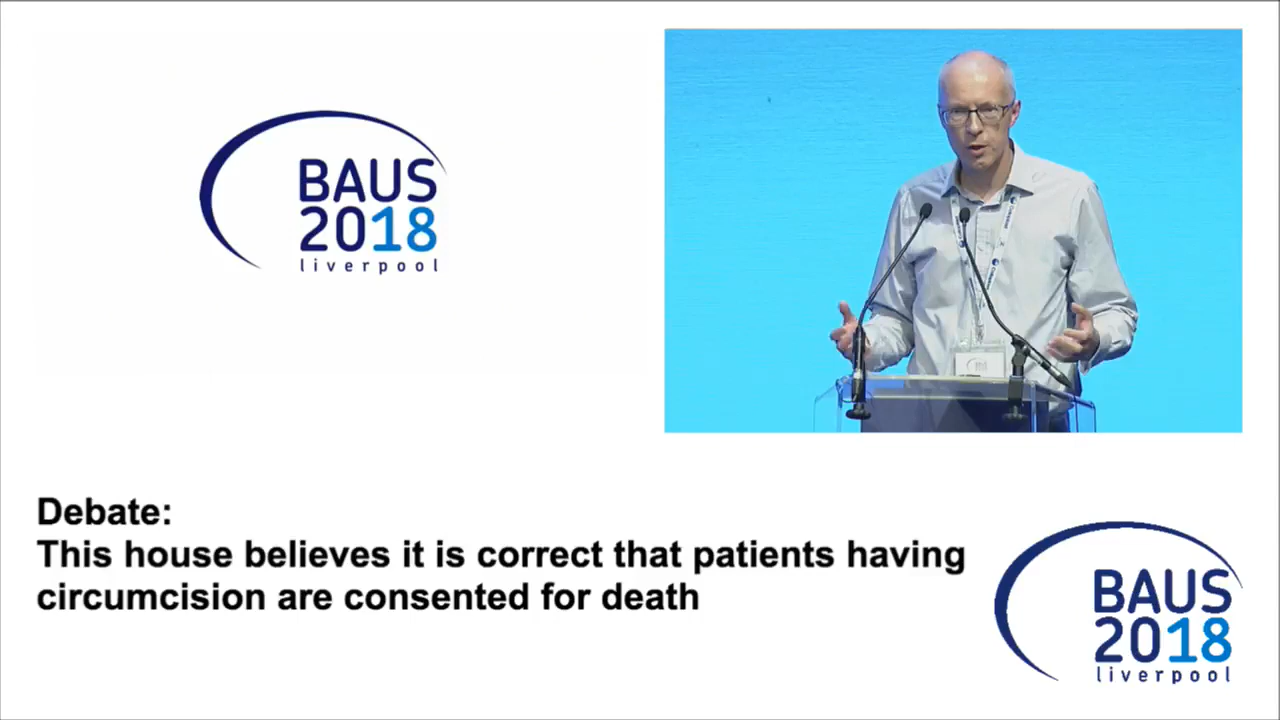 BAUS
2018
liverpool
Debate:
This house believes it is correct that patients having
circumcision are consented for death
BAUS
2018
liverpool